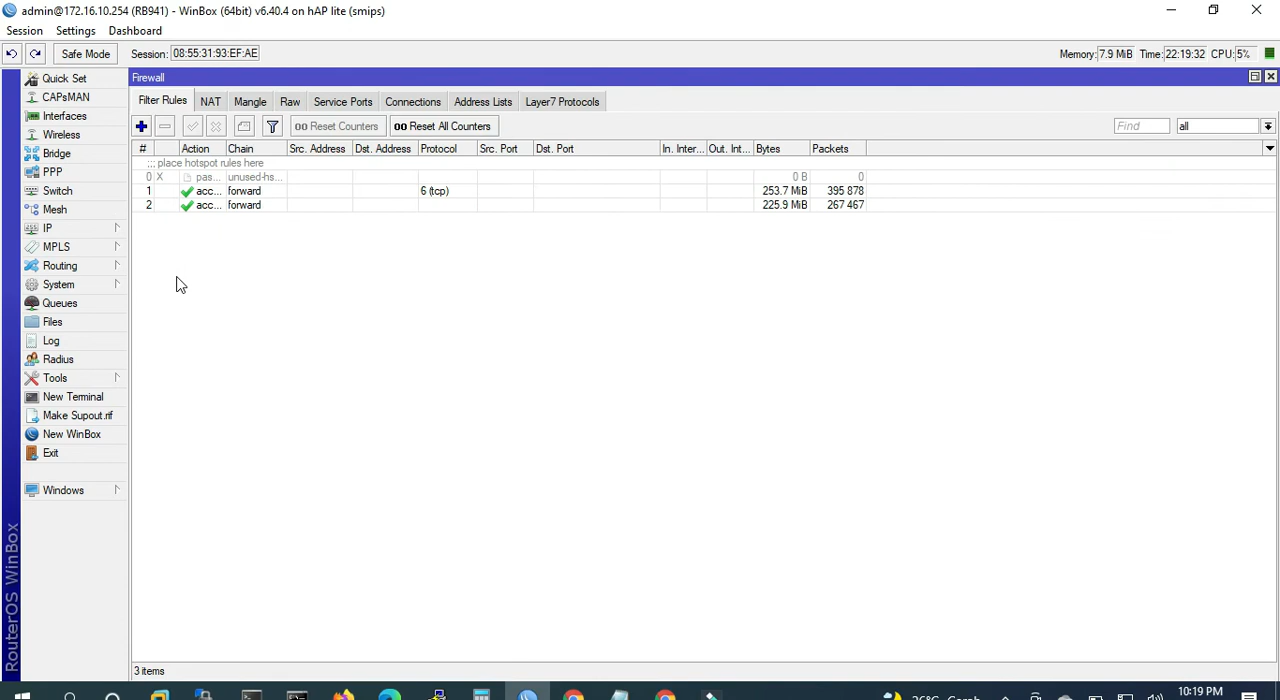 admin@172.16.10.254 (RB941) - WinBox (64bit) v6.40.4 on hAP lite (smips)
Session Settings Dashboard
Safe Mode Session: 08:55:31:93:EF:AE Memory: 7.9 MiB Time: 22:19:32 CPU: 5%
Quick Set
CAPsMAN
Interfaces
Wireless
Bridge
PPP
Switch
Mesh
IP
MPLS
Routing
System
Queues
Files
Log
Radius
Tools
New Terminal
Make Supout.rif
New WinBox
Exit
Windows
RouterOS WinBox
Firewall
Filter Rules NAT Mangle Raw Service Ports Connections Address Lists Layer7 Protocols
00 Reset Counters 00 Reset All Counters Find all
# Action Chain Src. Address Dst. Address Protocol Src. Port Dst. Port In. Inter... Out. Int... Bytes Packets
;;; place hotspot rules here
0 X pas... unused-hs... 0 B 0
1 acc... forward 6 (tcp) 253.7 MiB 395 878
2 acc... forward 225.9 MiB 267 467
3 items
10:19 PM